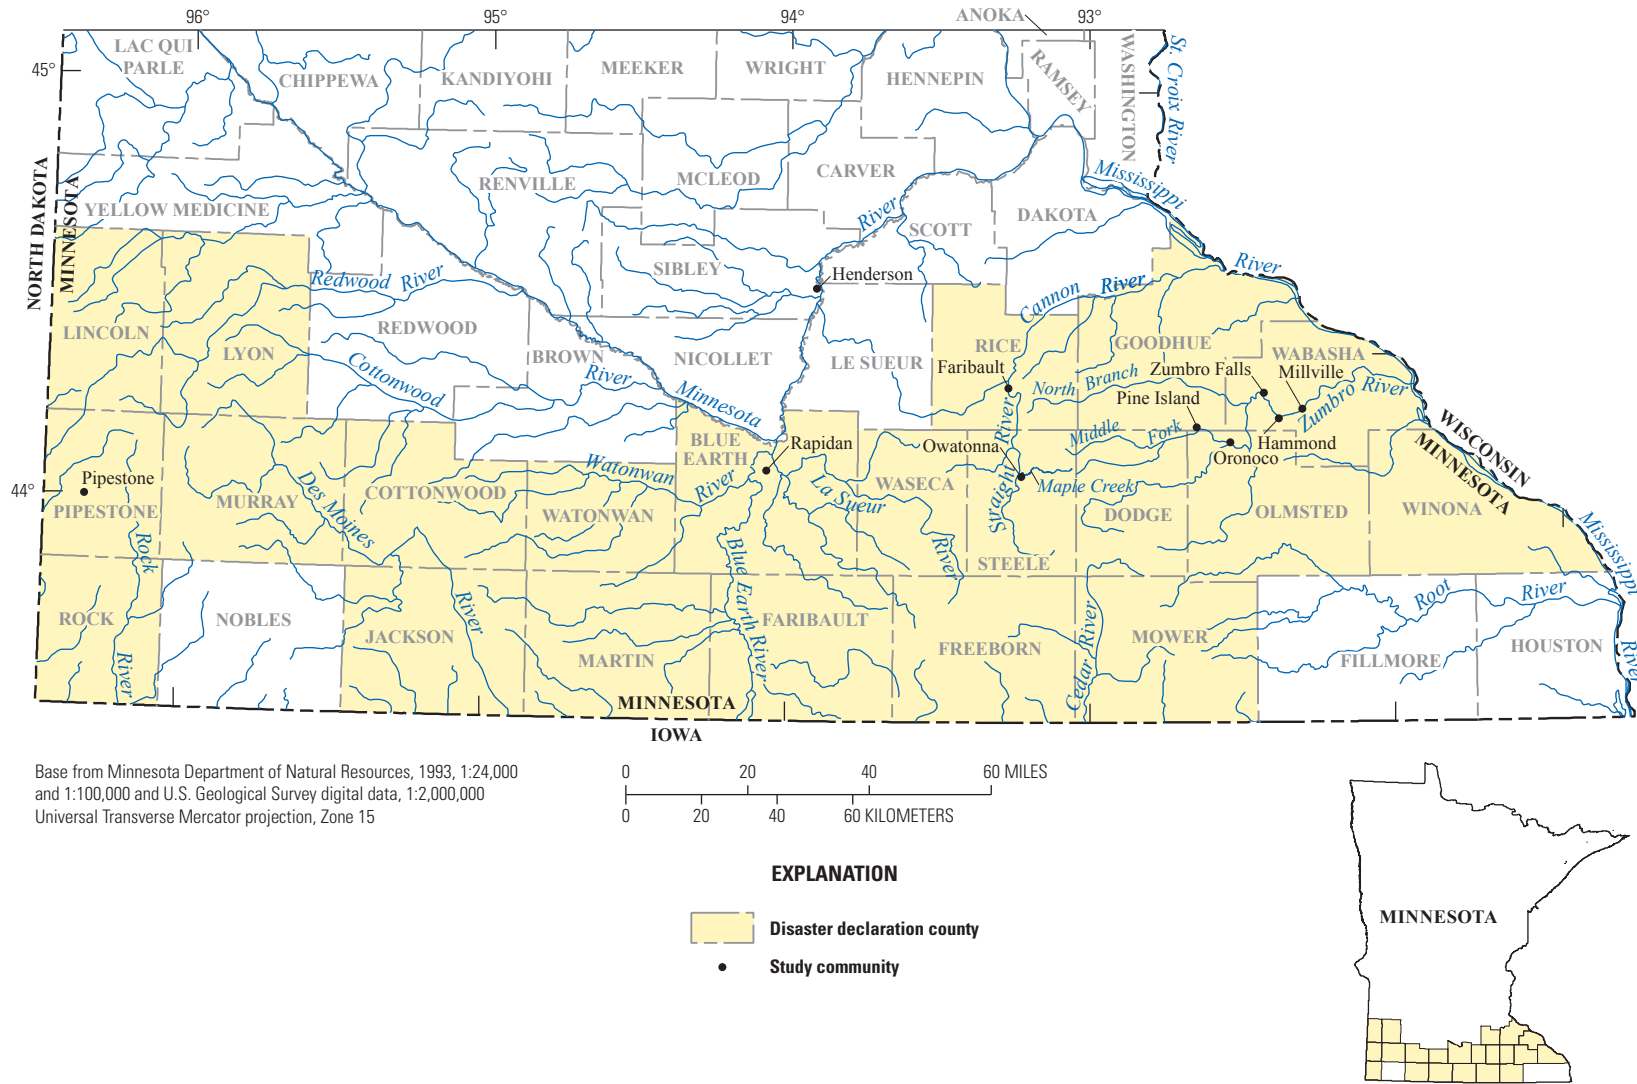 96°
95°
94°
93°
ANOKA
45°
LAC QUI
PARLE
CHIPPEWA
KANDIYOHI
MEEKER
WRIGHT
HENNEPIN
RAMSEY
WASHINGTON
St. Croix River
NORTH DAKOTA
MINNESOTA
YELLOW MEDICINE
RENVILLE
MCLEOD
CARVER
SCOTT
DAKOTA
Mississippi
River
River
SIBLEY
Henderson
Redwood River
LINCOLN
LYON
REDWOOD
BROWN
NICOLLET
LE SUEUR
RICE
Cannon River
GOODHUE
WABASHA
Cottonwood
River
Minnesota
Faribault
North Branch
Zumbro Falls
Millville
Pine Island
Zumbro River
Hammond
Oronoco
Middle Fork
Owatonna
Maple Creek
Straight River
WISCONSIN
MINNESOTA
BLUE
EARTH
Rapidan
Watonwan
River
La Sueur
River
WASECA
44°
Pipestone
PIPESTONE
MURRAY
Des Moines
River
COTTONWOOD
WATONWAN
STEELE
DODGE
OLMSTED
WINONA
Mississippi
River
Rock
River
ROCK
NOBLES
JACKSON
MARTIN
Blue Earth River
FARIBAULT
FREEBORN
Cedar River
MOWER
FILLMORE
Root River
HOUSTON
MINNESOTA
IOWA
Base from Minnesota Department of Natural Resources, 1993, 1:24,000
and 1:100,000 and U.S. Geological Survey digital data, 1:2,000,000
Universal Transverse Mercator projection, Zone 15
0 20 40 60 MILES
0 20 40 60 KILOMETERS
EXPLANATION
Disaster declaration county
Study community
MINNESOTA